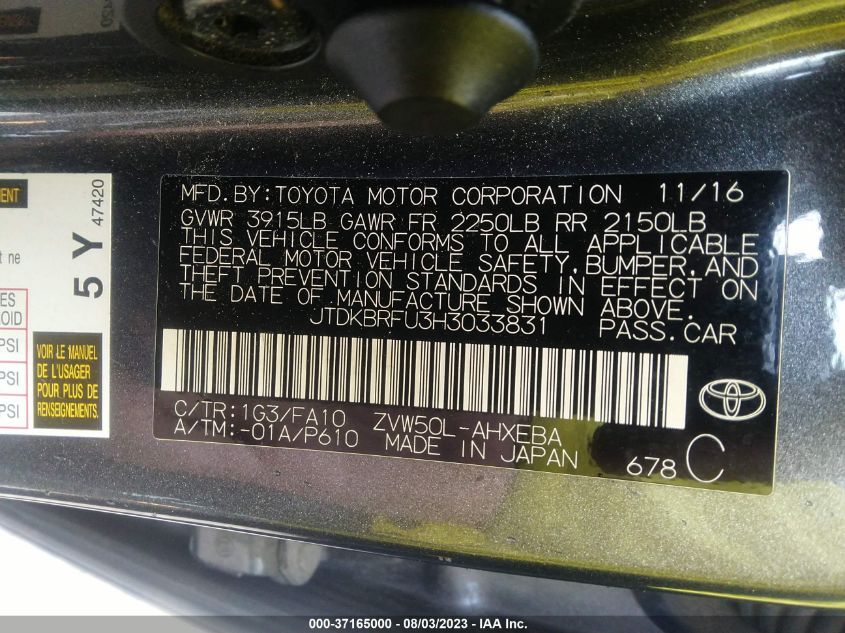 MFD.BY:TOYOTA MOTOR CORPORATION 11/16
GVWR 3915LB GAWR FR 2250LB RR 2150LB
THIS VEHICLE CONFORMS TO ALL APPLICABLE
FEDERAL MOTOR VEHICLE SAFETY,BUMPER,AND
THEFT PREVENTION STANDARDS IN EFFECT ON
THE DATE OF MANUFACTURE SHOWN ABOVE.
JTDKBRFU3H3033831 PASS.CAR
C/TR:1G3/FA10 ZVW50L-AHXEBA
A/TM:-01A/P610 MADE IN JAPAN
678 C
5 Y
47420
ne
PSI
PSI
PSI
VOIR LE MANUEL
DE L'USAGER
POUR PLUS DE
RENSEIGNEMENTS.
000-37165000 - 08/03/2023 - IAA Inc.